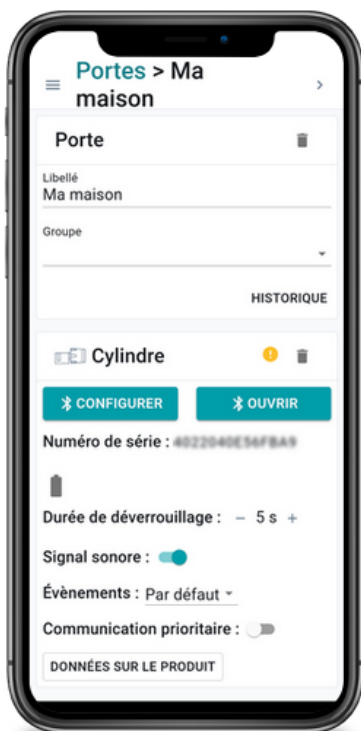 Portes > Ma
maison
Porte
Libellé
Ma maison
Groupe
HISTORIQUE
Cylindre
CONFIGURER
OUVRIR
Numéro de série :
Durée de déverrouillage : − 5 s +
Signal sonore :
Évènements : Par défaut
Communication prioritaire :
DONNÉES SUR LE PRODUIT